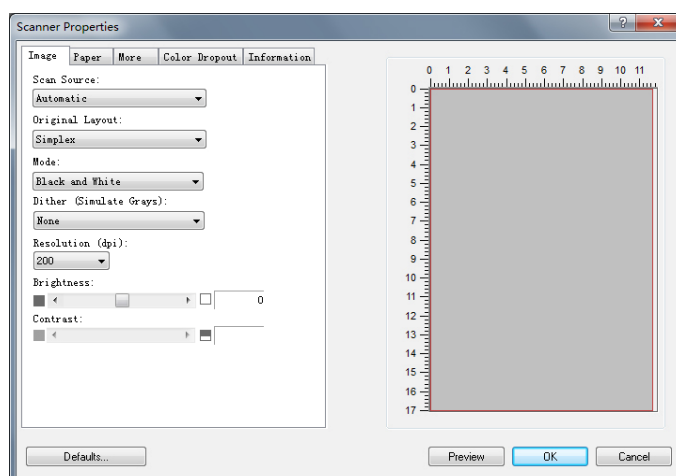 Scanner Properties
Image Paper More Color Dropout Information
Scan Source:
Automatic
Original Layout:
Simplex
Mode:
Black and White
Dither (Simulate Grays):
None
Resolution (dpi):
200
Brightness:
0
Contrast:
0 1 2 3 4 5 6 7 8 9 10 11
0
1
2
3
4
5
6
7
8
9
10
11
12
13
14
15
16
17
Defaults... Preview OK Cancel